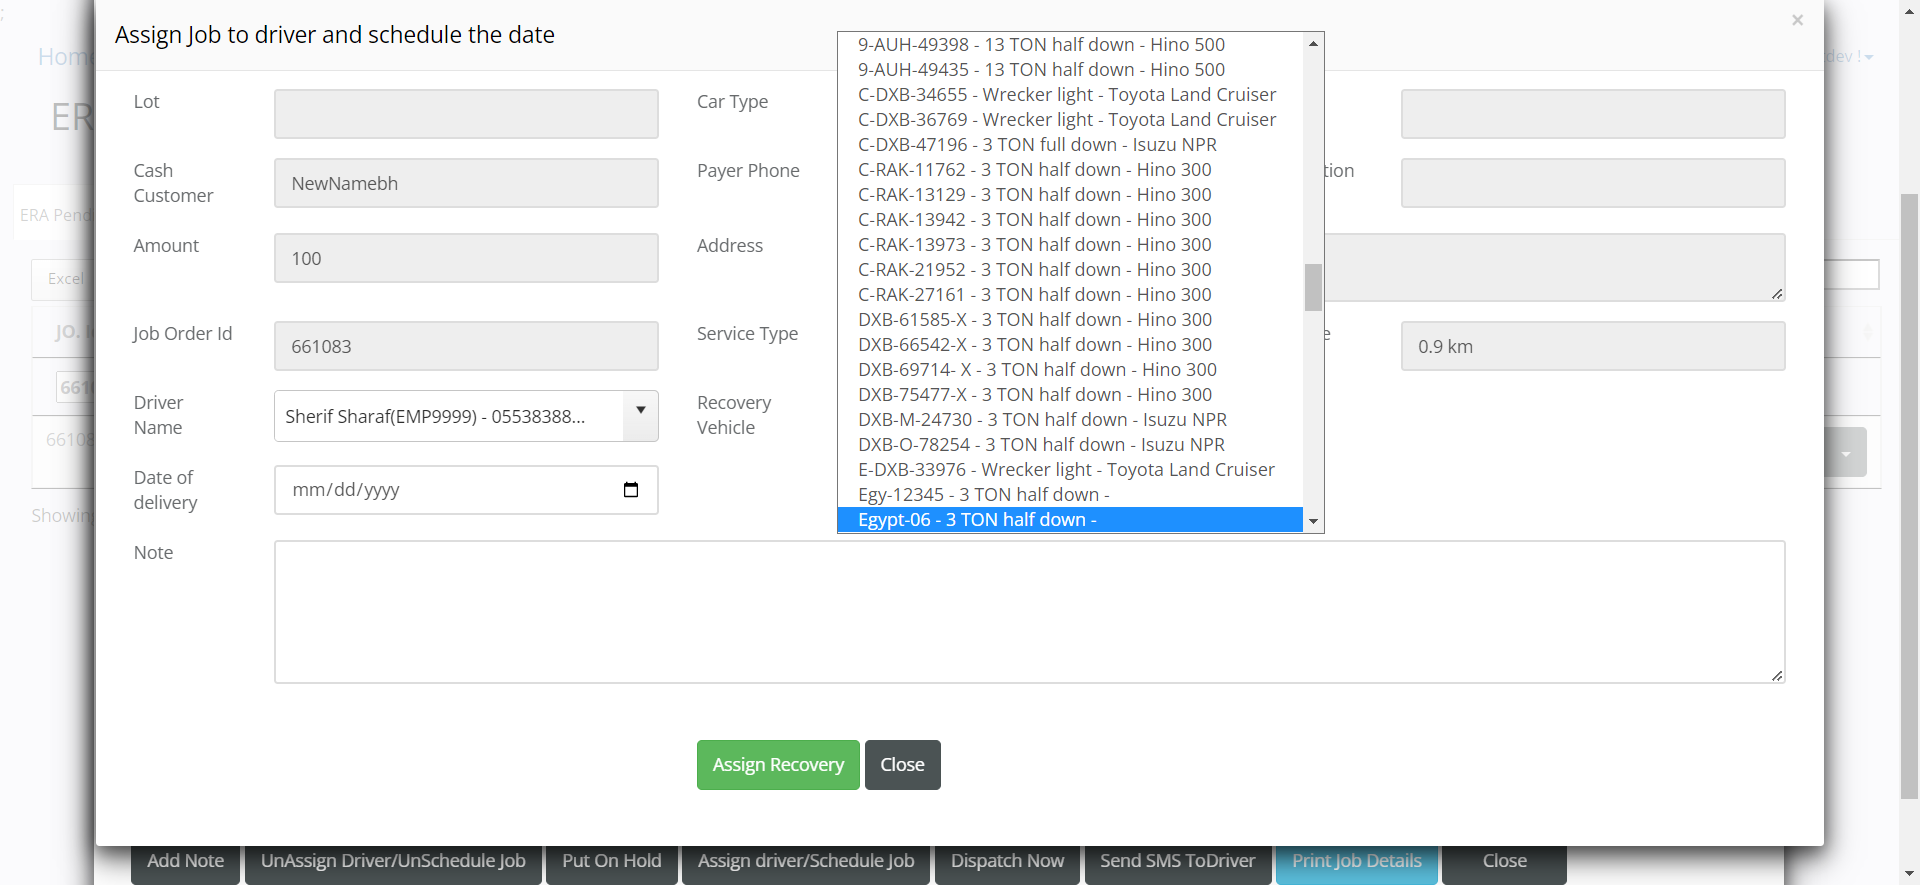 ;
Home
Assign Job to driver and schedule the date
×
dev !
ER
Lot
Car Type
Cash Customer
NewNamebh
Payer Phone
tion
ERA Pend
Amount
100
Address
Excel
JO. I
Job Order Id
661083
Service Type
e
0.9 km
661
Driver Name
Sherif Sharaf(EMP9999) - 05538388...
Recovery Vehicle
66108
Date of delivery
mm/dd/yyyy
Showin
Note
9-AUH-49398 - 13 TON half down - Hino 500
9-AUH-49435 - 13 TON half down - Hino 500
C-DXB-34655 - Wrecker light - Toyota Land Cruiser
C-DXB-36769 - Wrecker light - Toyota Land Cruiser
C-DXB-47196 - 3 TON full down - Isuzu NPR
C-RAK-11762 - 3 TON half down - Hino 300
C-RAK-13129 - 3 TON half down - Hino 300
C-RAK-13942 - 3 TON half down - Hino 300
C-RAK-13973 - 3 TON half down - Hino 300
C-RAK-21952 - 3 TON half down - Hino 300
C-RAK-27161 - 3 TON half down - Hino 300
DXB-61585-X - 3 TON half down - Hino 300
DXB-66542-X - 3 TON half down - Hino 300
DXB-69714- X - 3 TON half down - Hino 300
DXB-75477-X - 3 TON half down - Hino 300
DXB-M-24730 - 3 TON half down - Isuzu NPR
DXB-O-78254 - 3 TON half down - Isuzu NPR
E-DXB-33976 - Wrecker light - Toyota Land Cruiser
Egy-12345 - 3 TON half down -
Egypt-06 - 3 TON half down -
Assign Recovery
Close
Add Note
UnAssign Driver/UnSchedule Job
Put On Hold
Assign driver/Schedule Job
Dispatch Now
Send SMS ToDriver
Print Job Details
Close